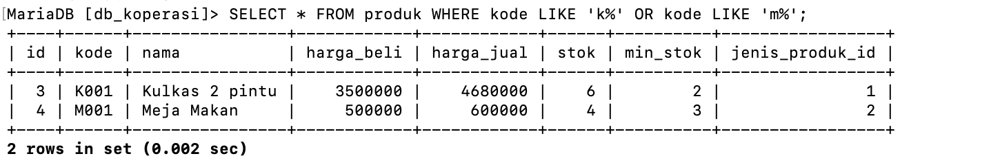 [MariaDB [db_koperasi]> SELECT * FROM produk WHERE kode LIKE 'k%' OR kode LIKE 'm%';
+----+------+----------------+------------+------------+------+----------+-----------------+
| id | kode | nama           | harga_beli | harga_jual | stok | min_stok | jenis_produk_id |
+----+------+----------------+------------+------------+------+----------+-----------------+
|  3 | K001 | Kulkas 2 pintu |    3500000 |    4680000 |    6 |        2 |               1 |
|  4 | M001 | Meja Makan     |     500000 |     600000 |    4 |        3 |               2 |
+----+------+----------------+------------+------------+------+----------+-----------------+
2 rows in set (0.002 sec)